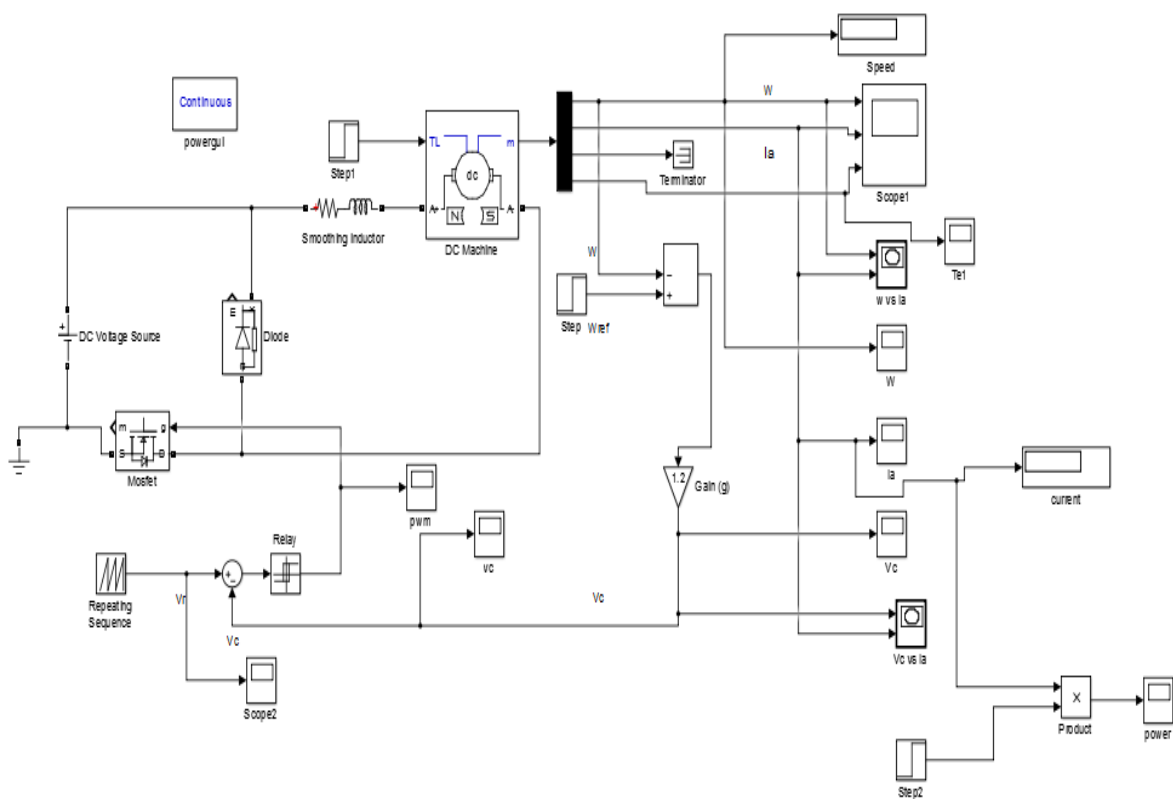 Speed
Continuous
powergui
W
Step1
TL
m
dc
A+
A-
N
S
DC Machine
Smoothing Inductor
Ia
Terminator
Scope1
Te1
W
−
+
Step
Wref
w vs Ia
DC Voltage Source
+
Diode
W
m
g
S
D
Mosfet
Ia
1.2
Gain (g)
current
pwm
vc
Vc
Relay
Repeating
Sequence
Vr
+
-
Vc
Vc
Vc vs Ia
Scope2
×
Product
power
Step2